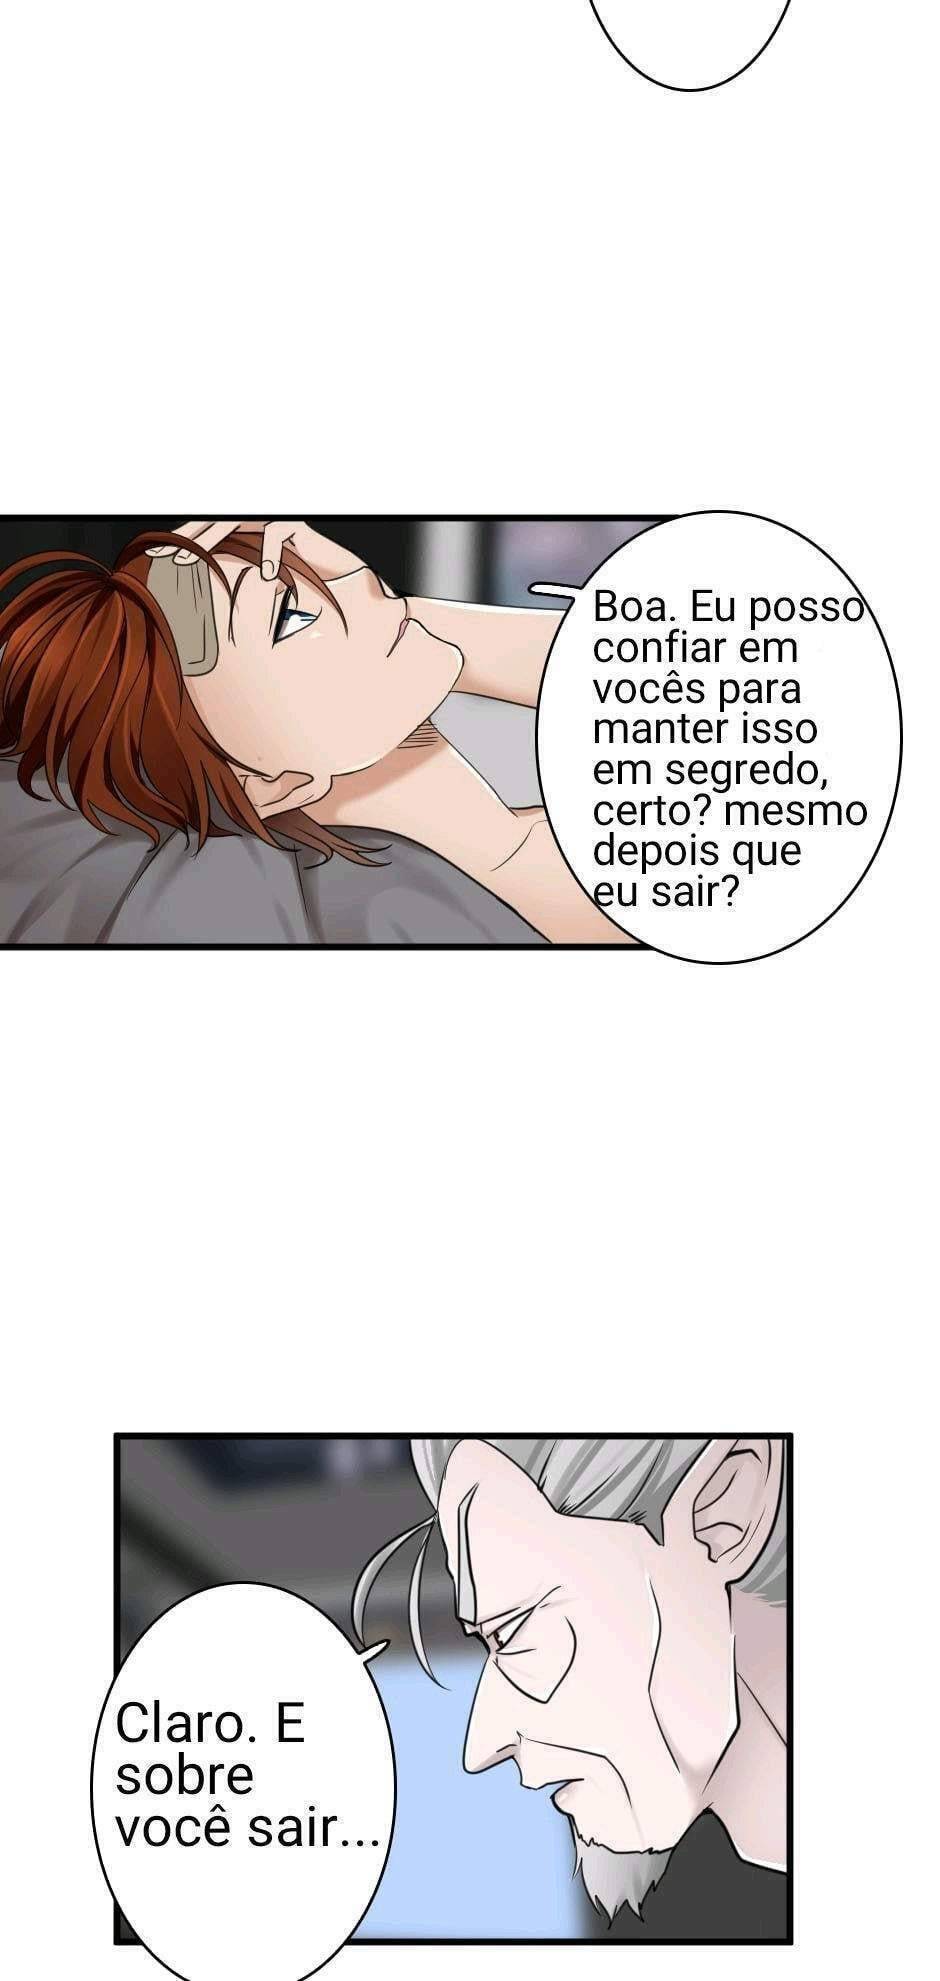 Boa. Eu posso
confiar em
vocês para
manter isso
em segredo,
certo? mesmo
depois que
eu sair?
Claro. E
sobre
você sair...